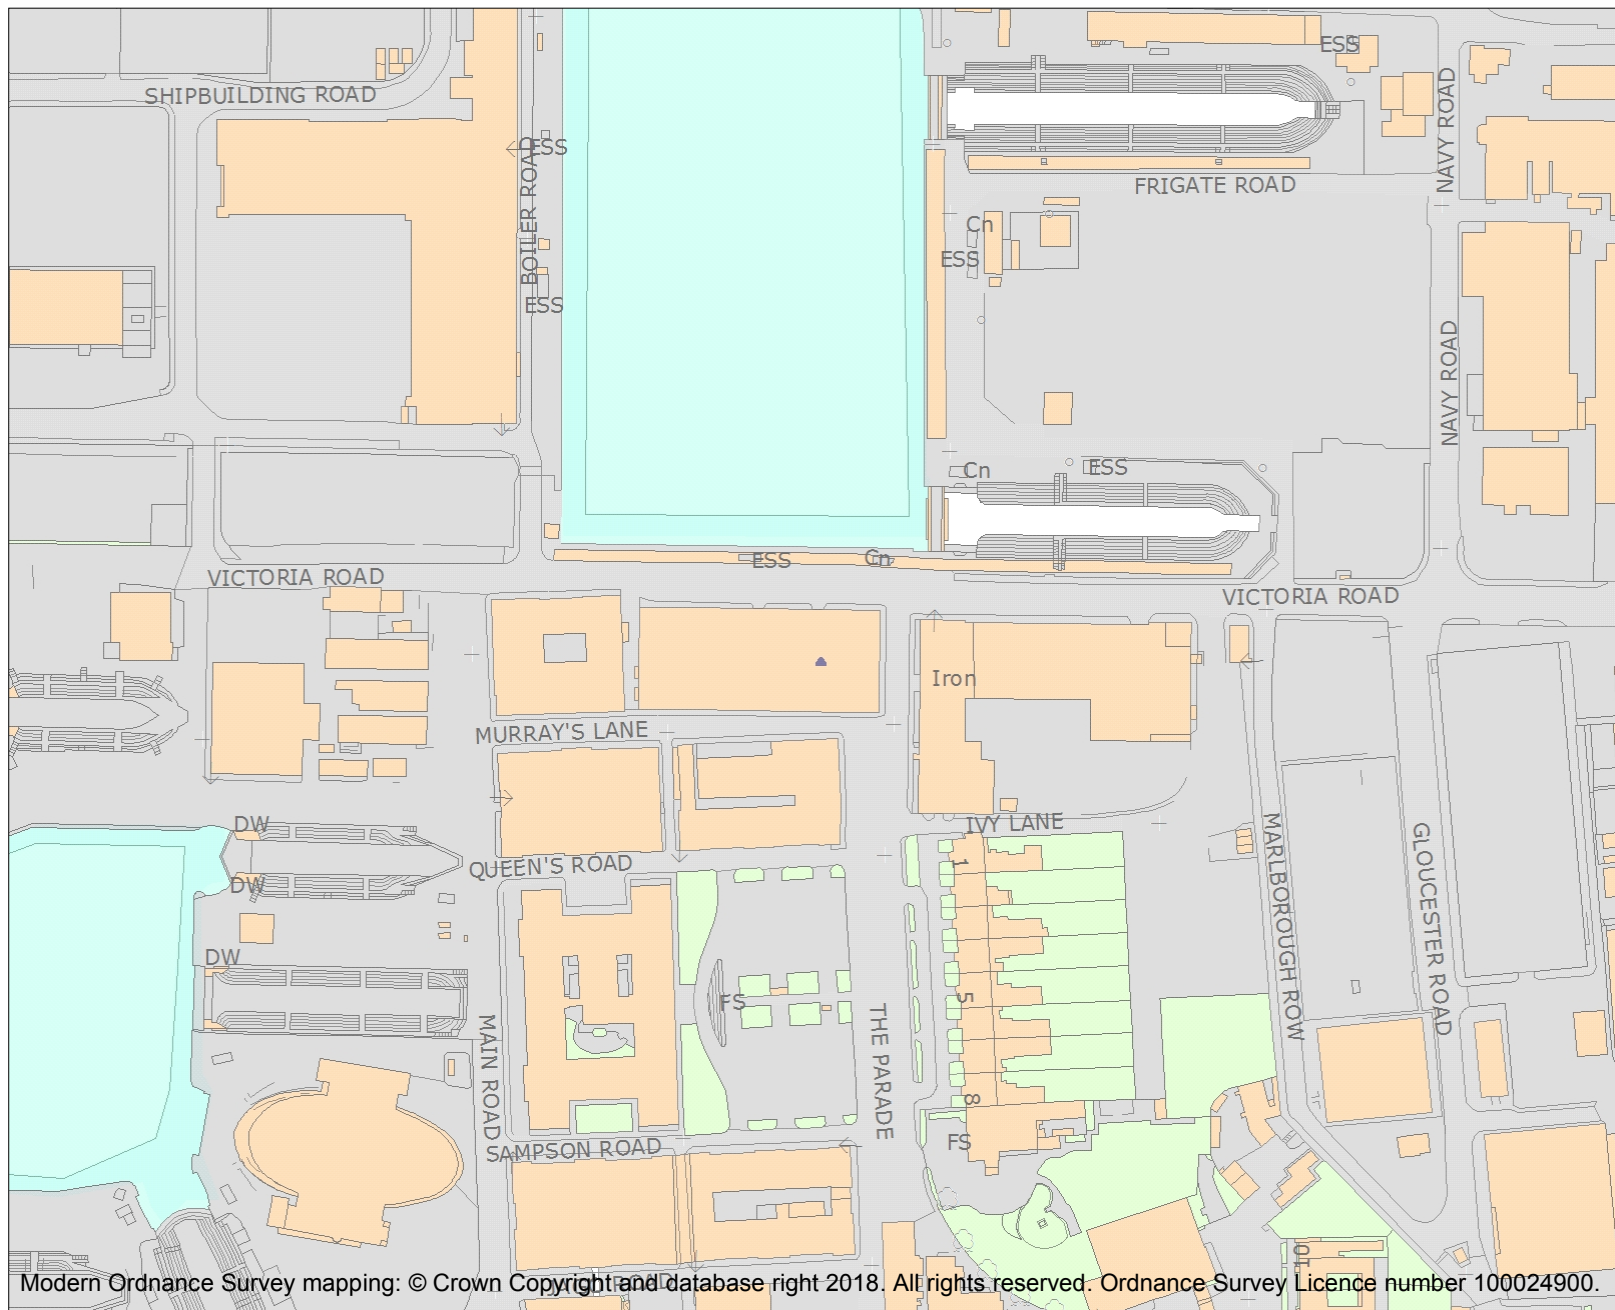 ESS
SHIPBUILDING ROAD
NAVY ROAD
ESS
BOILER ROAD
FRIGATE ROAD
Cn
ESS
ESS
NAVY ROAD
Cn
ESS
ESS
Cn
VICTORIA ROAD
VICTORIA ROAD
Iron
MURRAY'S LANE
DW
IVY LANE
MARLBOROUGH ROW
GLOUCESTER ROAD
QUEEN'S ROAD
1
DW
DW
5
FS
THE PARADE
MAIN ROAD
8
FS
SAMPSON ROAD
10
ROAD
Modern Ordnance Survey mapping: © Crown Copyright and database right 2018. All rights reserved. Ordnance Survey Licence number 100024900.